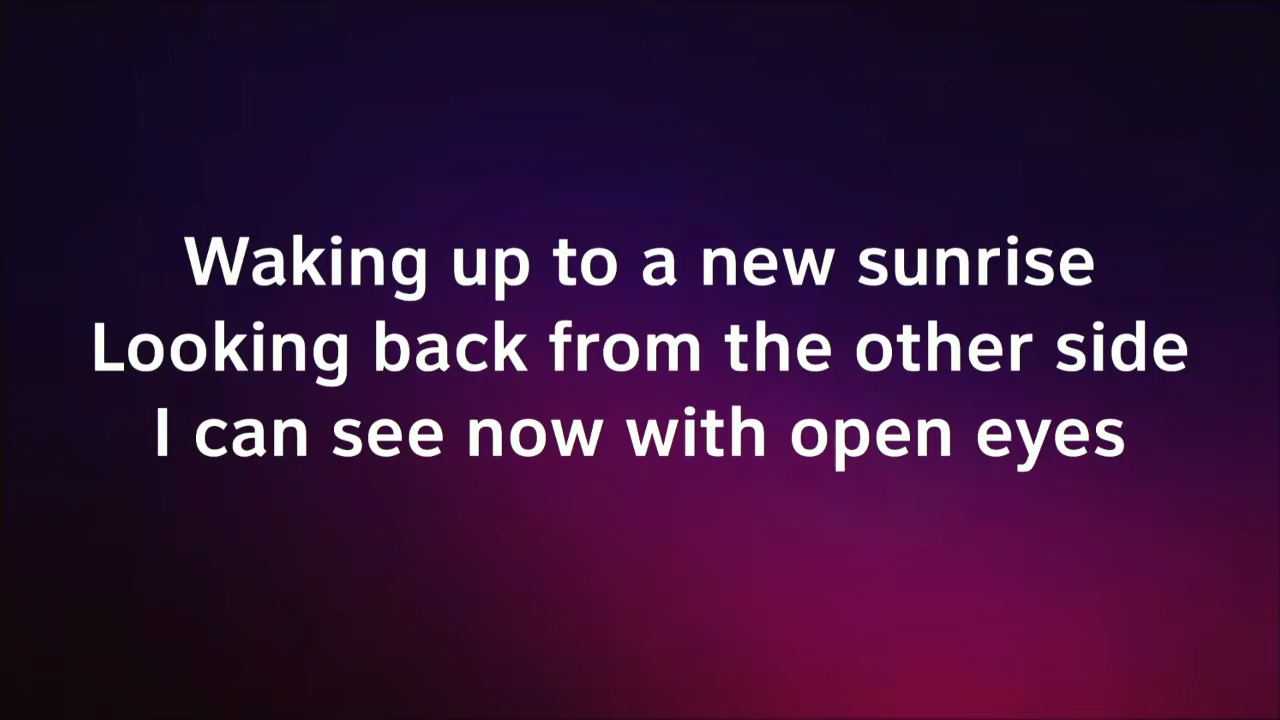 Waking up to a new sunrise
Looking back from the other side
I can see now with open eyes